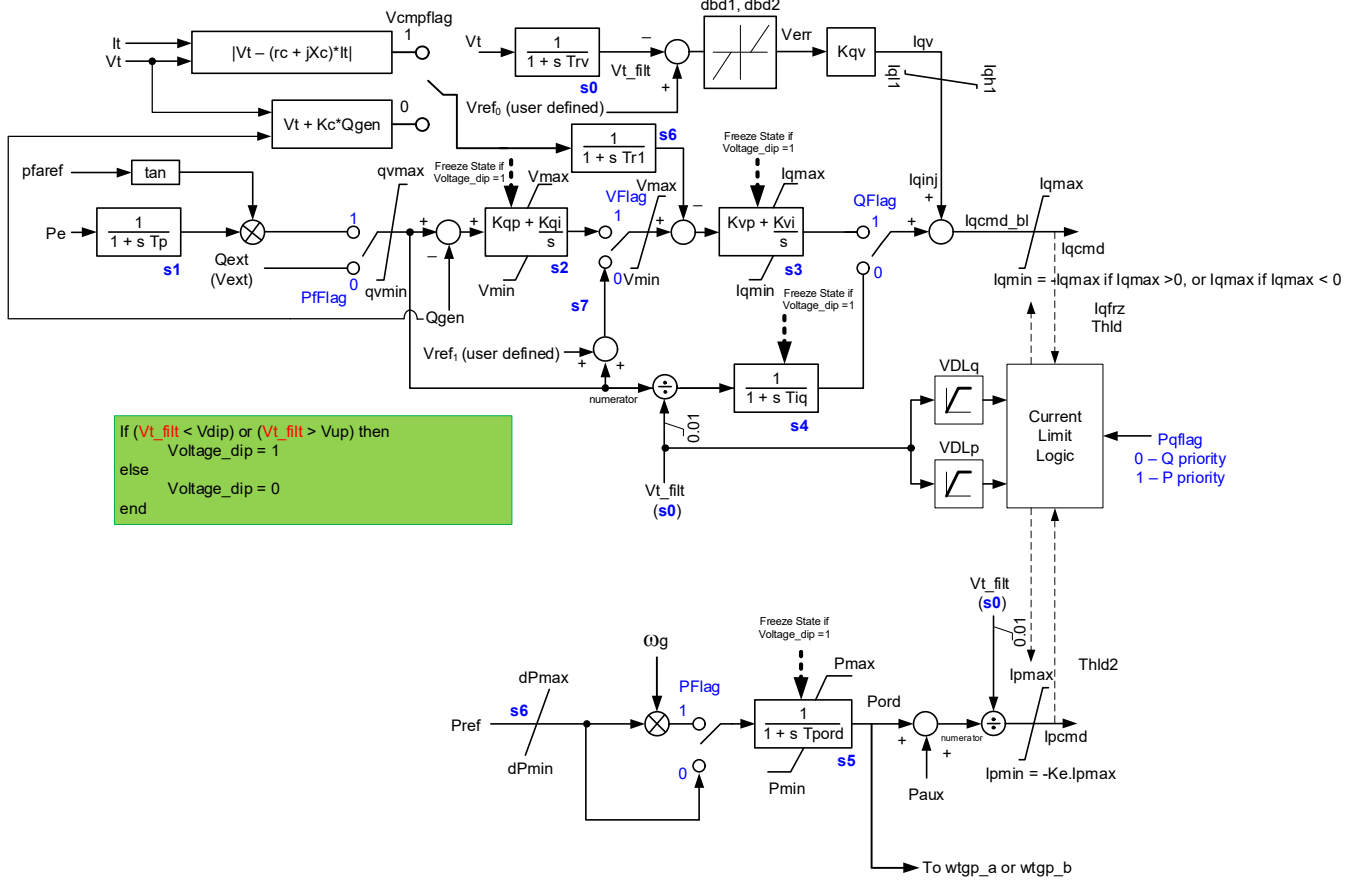 dbd1, dbd2
Vcmpflag
It
Vt
|Vt – (rc + jXc)*It|
1
Vt
1
1 + s Trv
s0
Vt_filt
–
+
Verr
Kqv
Iqv
Iql1
Iqh1
Vref0 (user defined)
Vt + Kc*Qgen
0
1
1 + s Tr1
s6
Freeze State if
Voltage_dip =1
Freeze State if
Voltage_dip =1
pfaref
tan
Pe
1
1 + s Tp
s1
Qext
(Vext)
1
0
PfFlag
qvmax
qvmin
+
–
+
Vmax
Kqp + Kqi
s
s2
Vmin
VFlag
1
0
Vmax
Vmin
+
–
Iqmax
Kvp + Kvi
s
s3
Iqmin
QFlag
1
0
+
Iqinj
+
Iqcmd_bl
Iqmax
Iqcmd
Iqmin = -Iqmax if Iqmax >0, or Iqmax if Iqmax < 0
Iqfrz
Thld
s7
Qgen
Vref1 (user defined)
+
+
numerator
÷
0.01
Freeze State if
Voltage_dip =1
1
1 + s Tiq
s4
Vt_filt
(s0)
VDLq
VDLp
Current
Limit
Logic
Pqflag
0 – Q priority
1 – P priority
If (Vt_filt < Vdip) or (Vt_filt > Vup) then
Voltage_dip = 1
else
Voltage_dip = 0
end
Vt_filt
(s0)
0.01
Freeze State if
Voltage_dip =1
ωg
dPmax
Pref
s6
dPmin
PFlag
1
0
Pmax
1
1 + s Tpord
s5
Pmin
Pord
+
+
Paux
numerator
÷
Ipmax
Thld2
Ipcmd
Ipmin = -Ke.Ipmax
To wtgp_a or wtgp_b